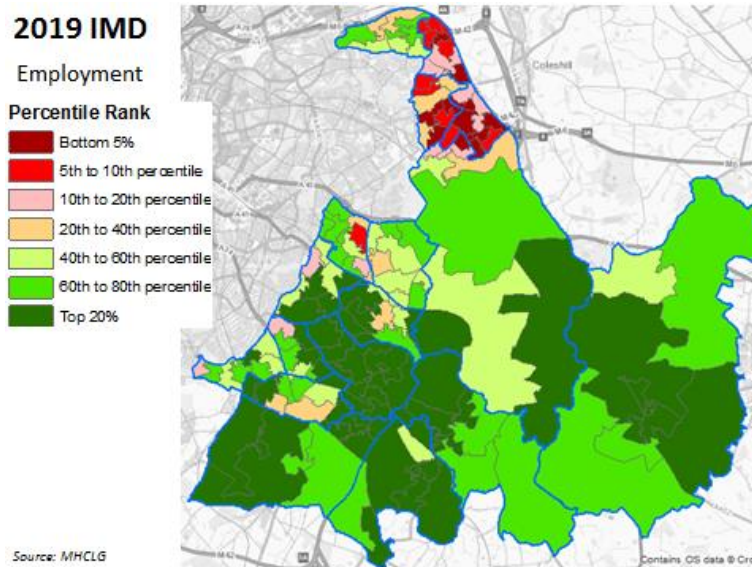 2019 IMD
Employment
Percentile Rank
Bottom 5%
5th to 10th percentile
10th to 20th percentile
20th to 40th percentile
40th to 60th percentile
60th to 80th percentile
Top 20%
Source: MHCLG
Coleshill
Contains OS data © Cro